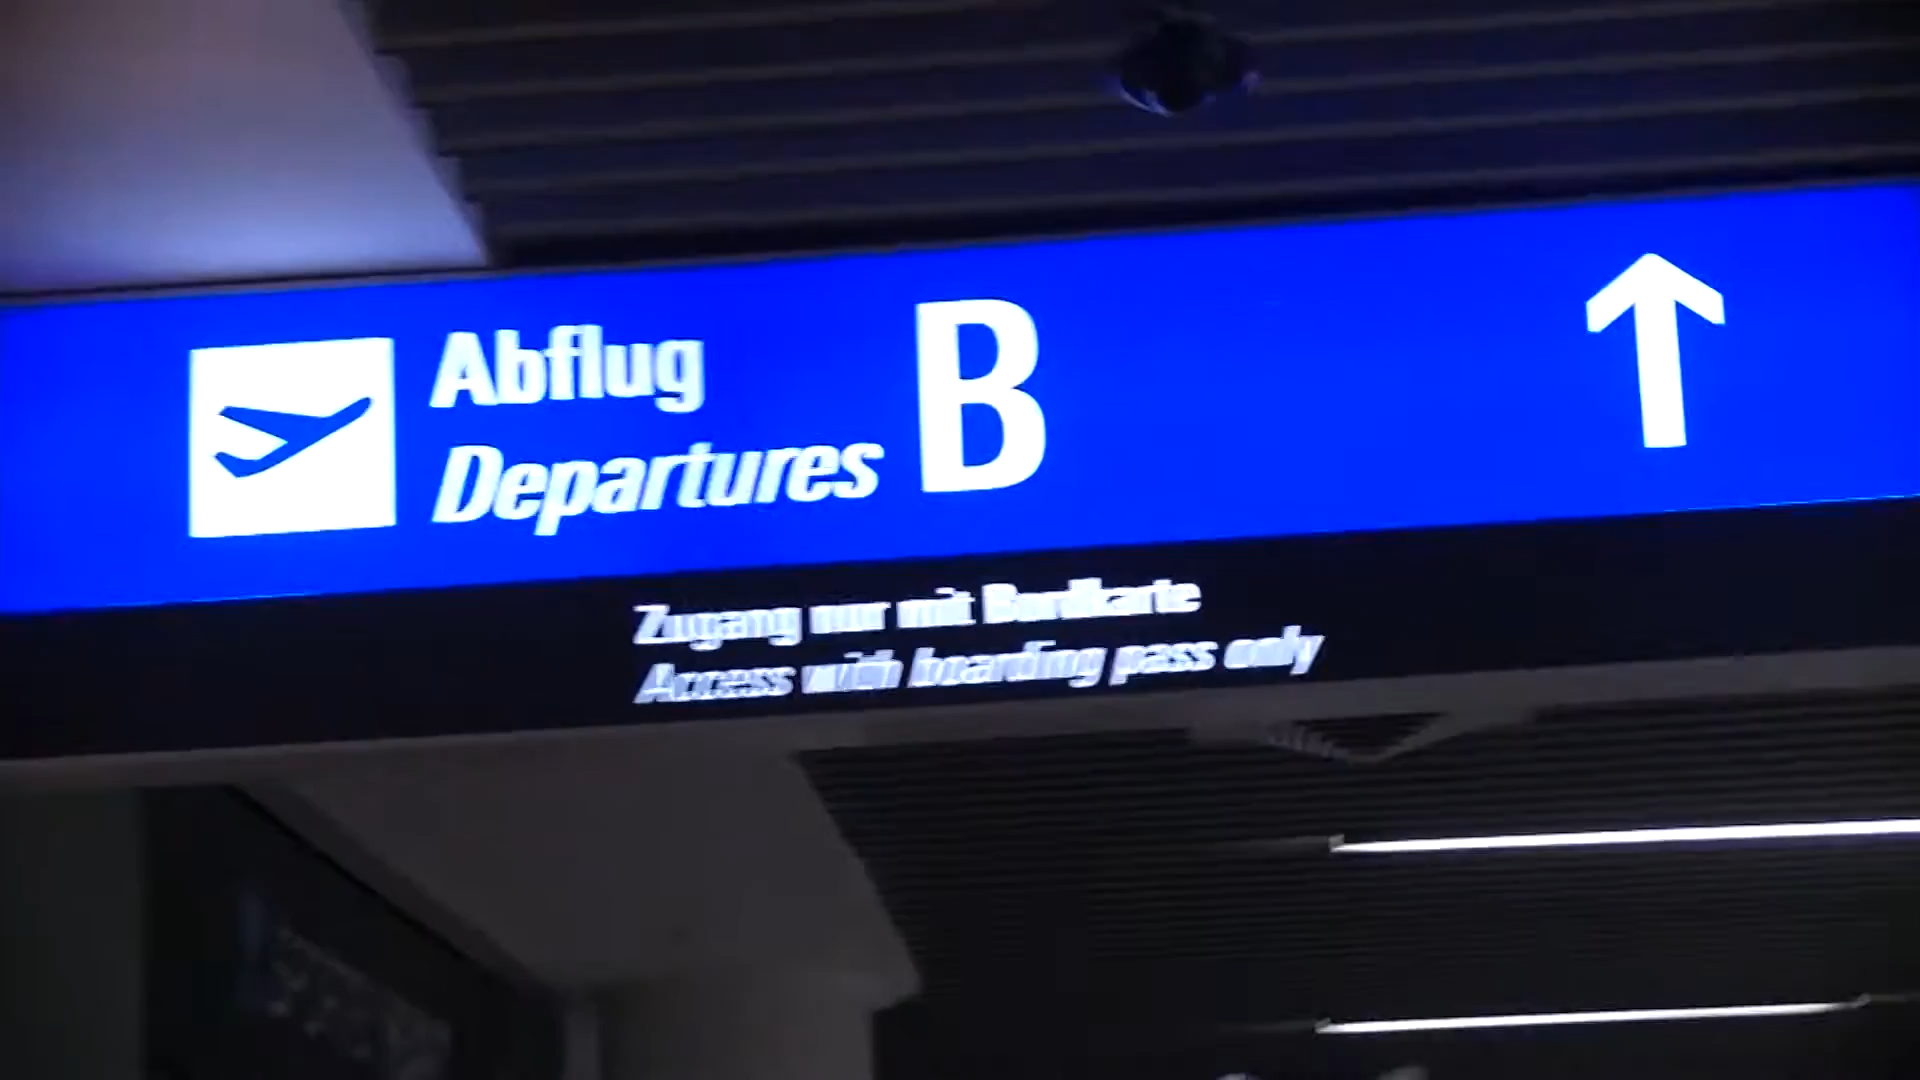 Abflug
Departures
B
Zugang nur mit Bordkarte
Access with boarding pass only